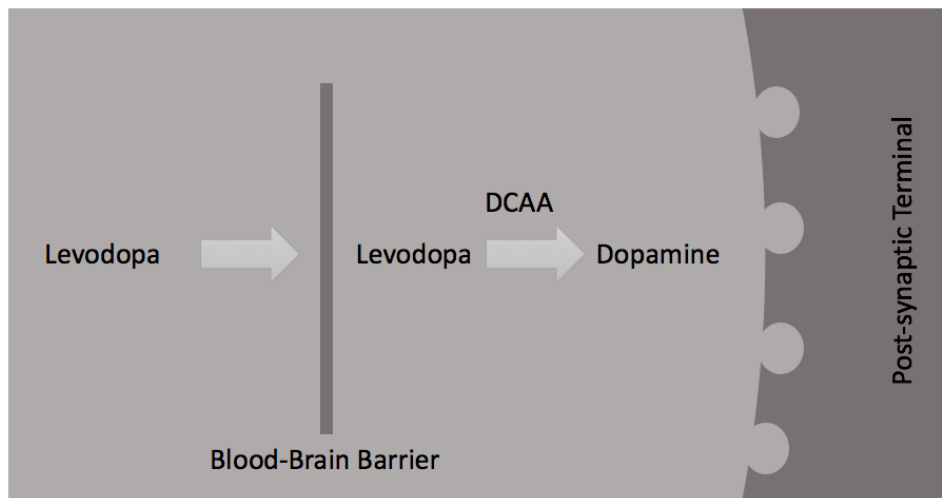 DCAA
Levodopa
Levodopa
Dopamine
Blood-Brain Barrier
Post-synaptic Terminal